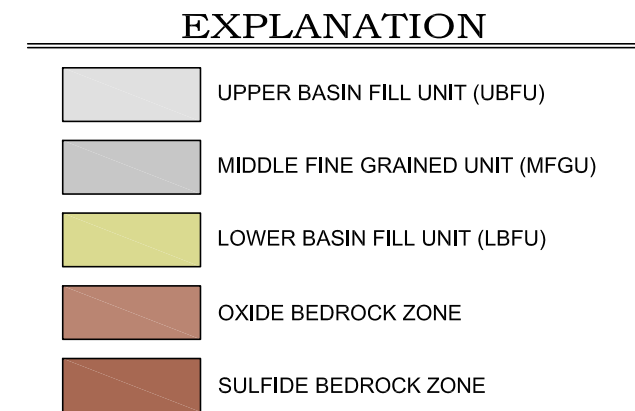 EXPLANATION
UPPER BASIN FILL UNIT (UBFU)
MIDDLE FINE GRAINED UNIT (MFGU)
LOWER BASIN FILL UNIT (LBFU)
OXIDE BEDROCK ZONE
SULFIDE BEDROCK ZONE